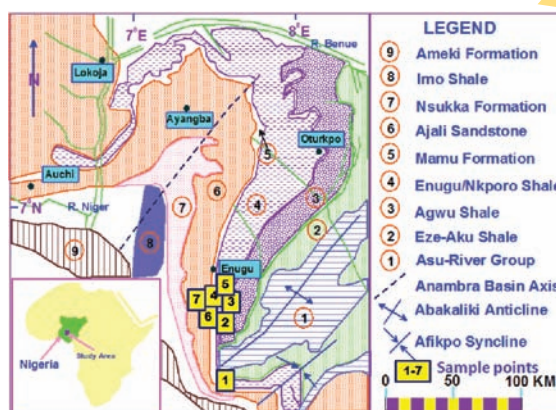 7°E
8°E
R. Benue
Lokoja
N
Ayangba
Oturkpo
Auchi
7°N
R. Niger
Enugu
9
8
7
6
5
4
3
2
1
5
7
4
3
6
2
1
Nigeria
Study Area
LEGEND
9 Ameki Formation
8 Imo Shale
7 Nsukka Formation
6 Ajali Sandstone
5 Mamu Formation
4 Enugu/Nkporo Shale
3 Agwu Shale
2 Eze-Aku Shale
1 Asu-River Group
Anambra Basin Axis
Abakaliki Anticline
Afikpo Syncline
1-7 Sample points
0 50 100 KM